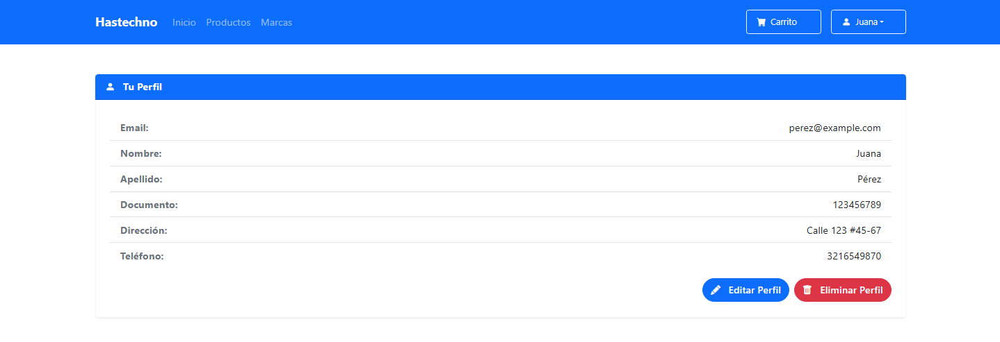 Hastechno Inicio Productos Marcas Carrito Juana
Tu Perfil
Email: perez@example.com
Nombre: Juana
Apellido: Pérez
Documento: 123456789
Dirección: Calle 123 #45-67
Teléfono: 3216549870
Editar Perfil Eliminar Perfil